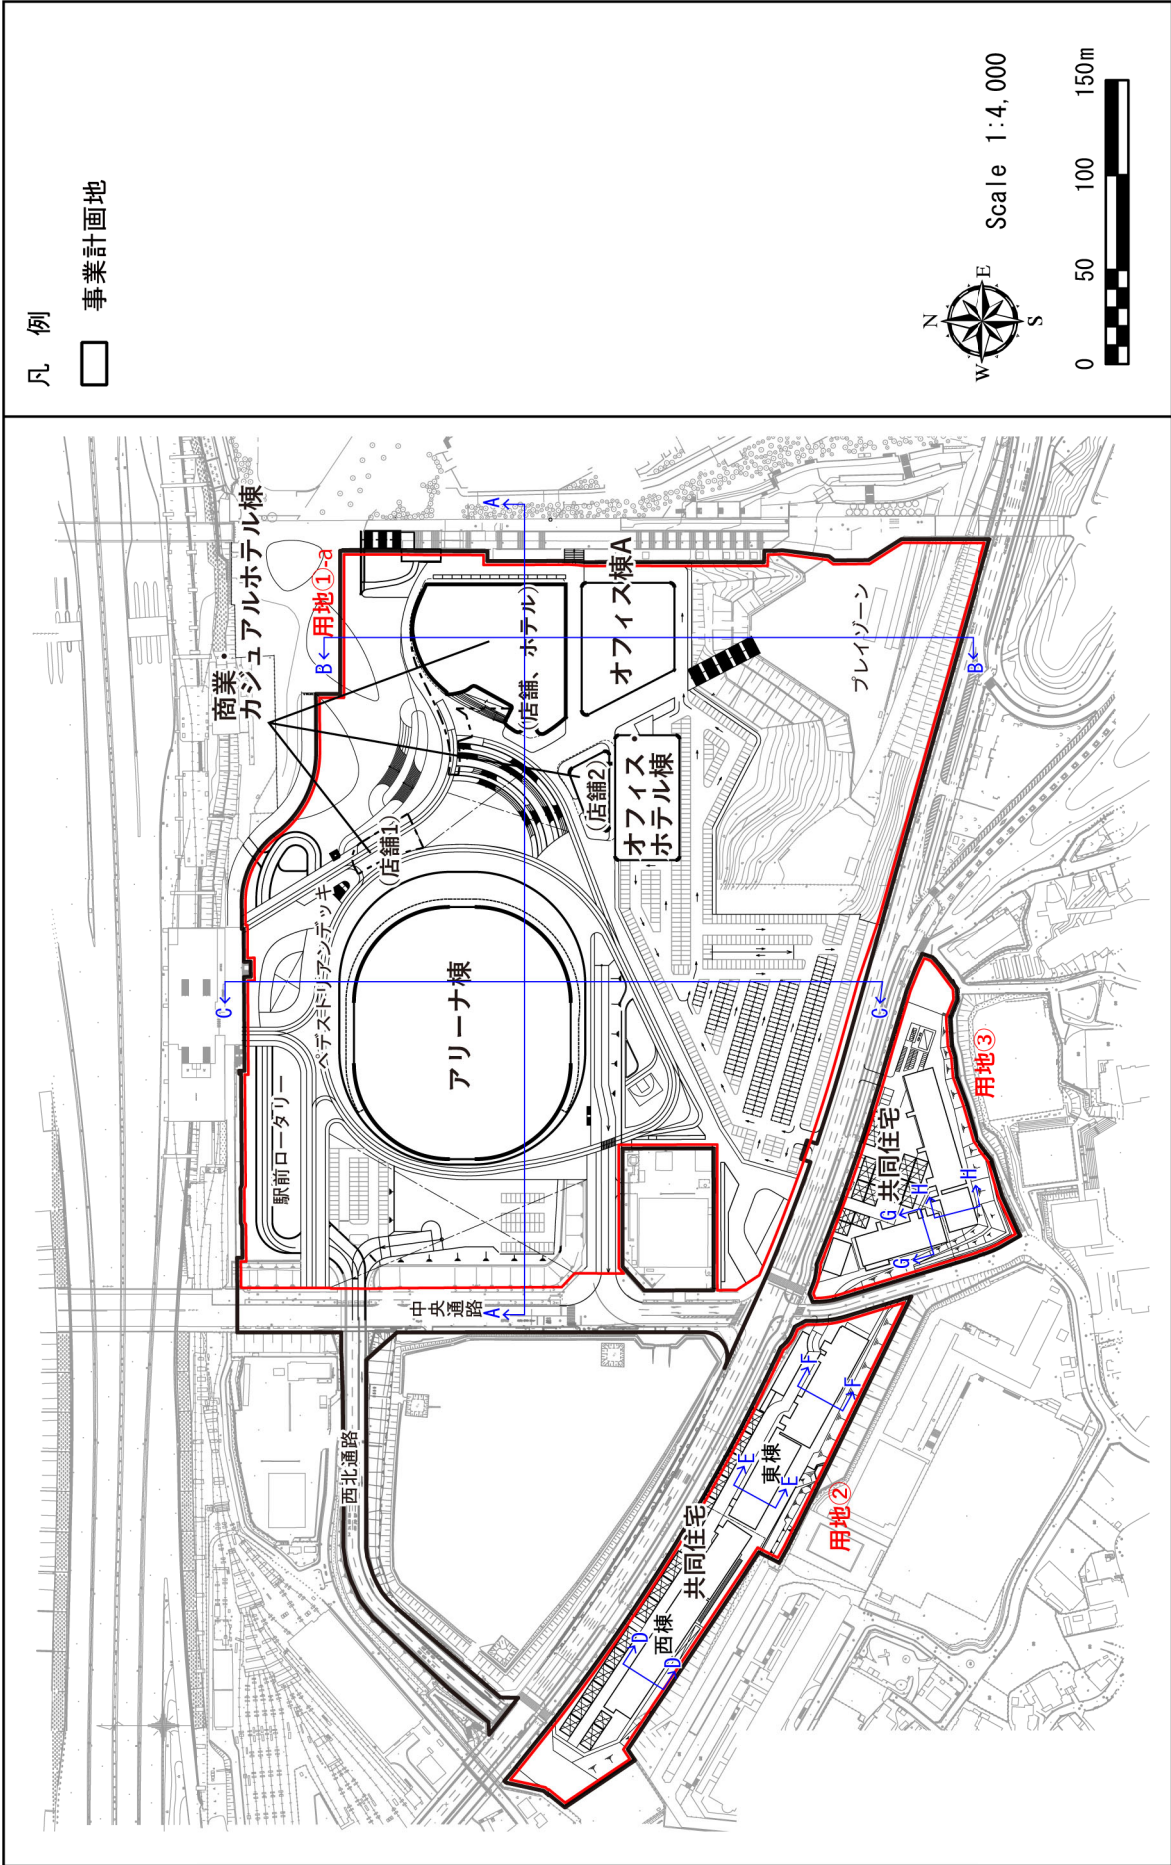 凡 例
事業計画地
N
E
S
W
Scale 1:4,000
0 50 100 150m
商業・
カジュアルホテル棟
用地①-a
B
A
(店舗、ホテル)
オフィス棟A
プレイゾーン
B
(店舗1)
(店舗2)
オフィス
ホテル棟
ペデストリアンデッキ
C
アリーナ棟
C
駅前ロータリー
中央通路
A
西北通路
用地③
共同住宅
G
G
H
H
共同住宅
東棟
F
F
E
E
用地②
西棟
D
D